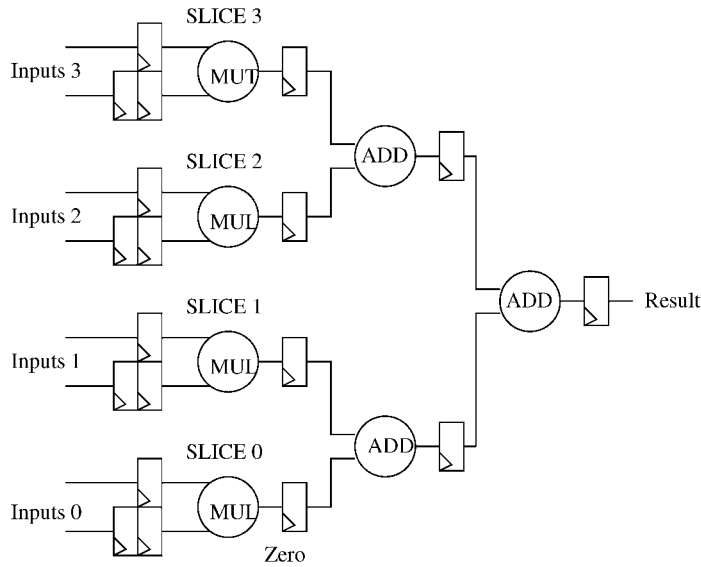 SLICE 3
Inputs 3
MUT
SLICE 2
ADD
Inputs 2
MUL
ADD
Result
SLICE 1
Inputs 1
MUL
ADD
SLICE 0
Inputs 0
MUL
Zero